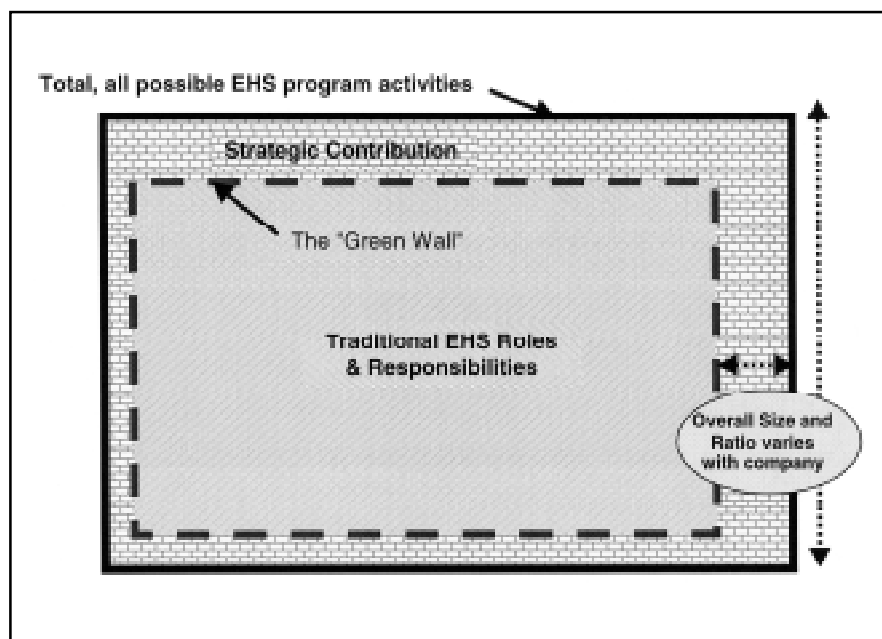 Total, all possible EHS program activities
Strategic Contribution
The "Green Wall"
Traditional EHS Roles
& Responsibilities
Overall Size and
Ratio varies
with company